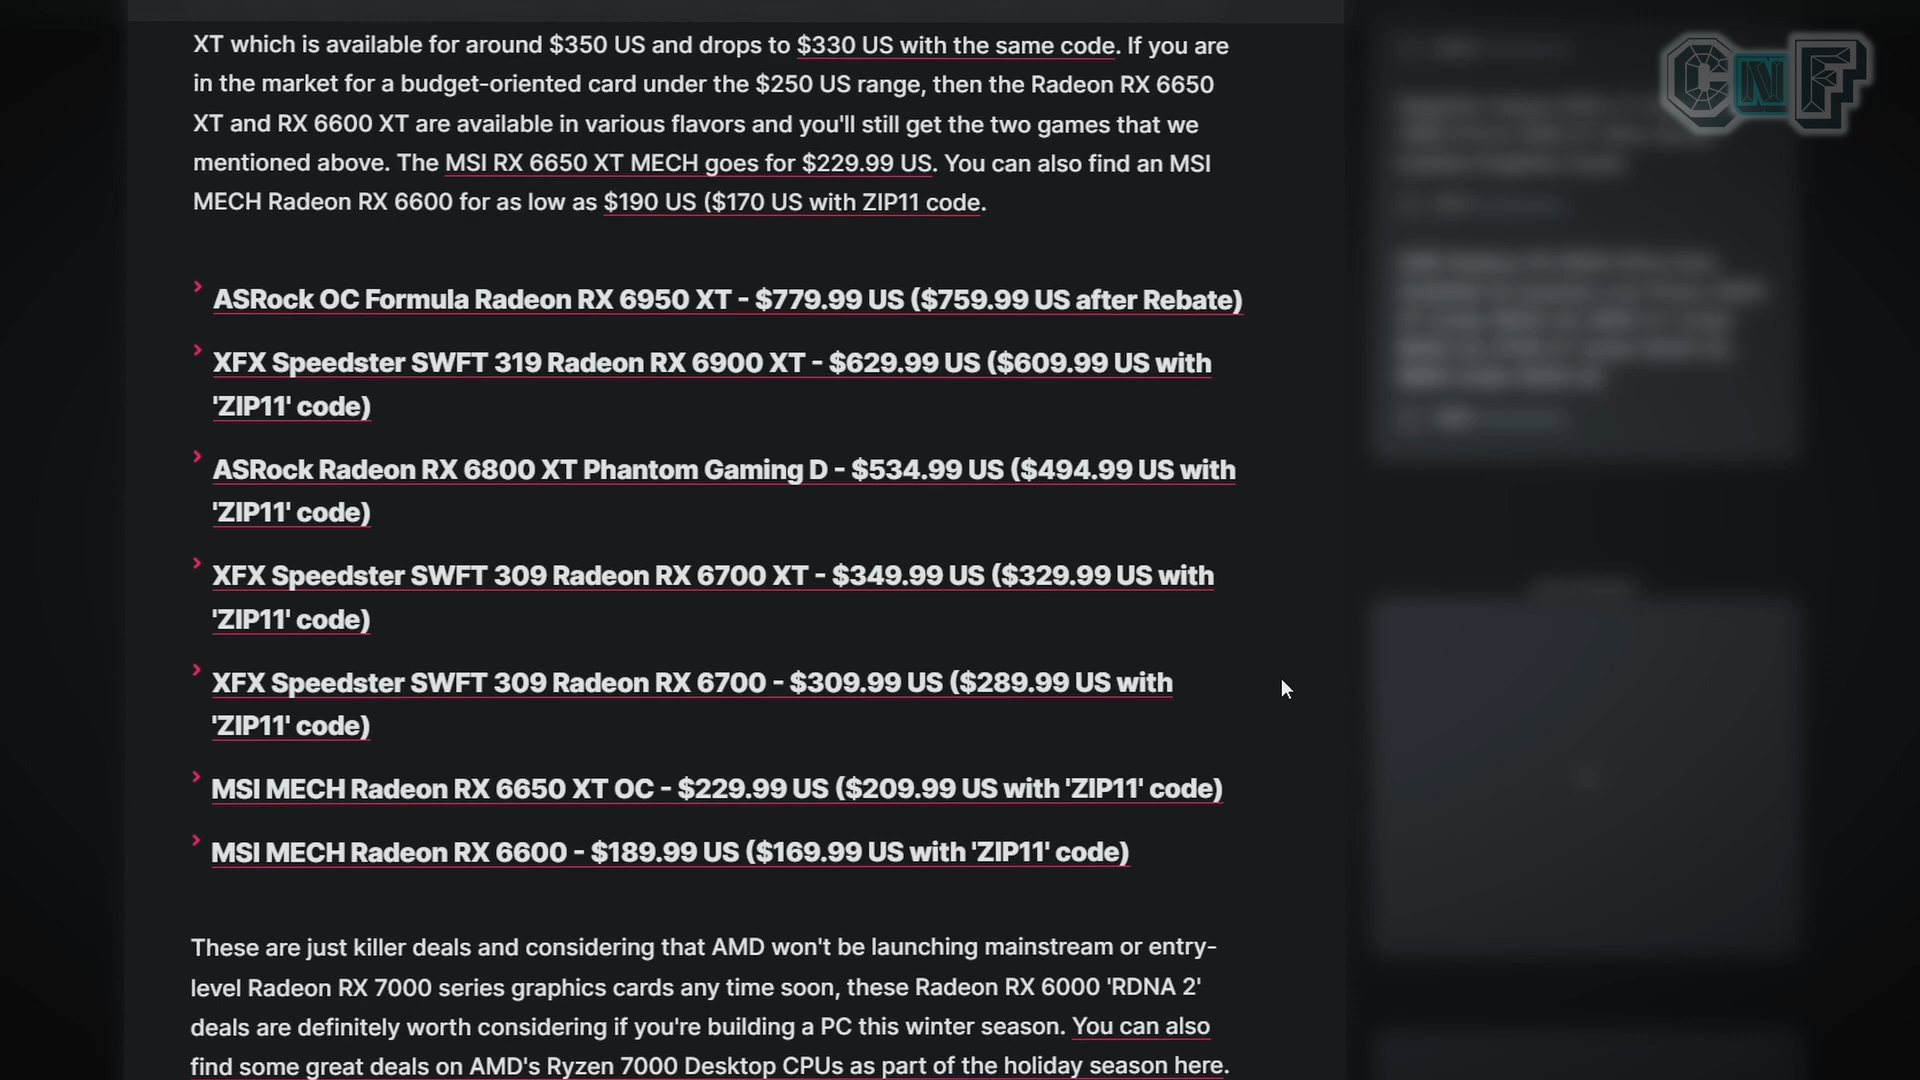 XT which is available for around $350 US and drops to $330 US with the same code. If you are
in the market for a budget-oriented card under the $250 US range, then the Radeon RX 6650
XT and RX 6600 XT are available in various flavors and you'll still get the two games that we
mentioned above. The MSI RX 6650 XT MECH goes for $229.99 US. You can also find an MSI
MECH Radeon RX 6600 for as low as $190 US ($170 US with ZIP11 code.
ASRock OC Formula Radeon RX 6950 XT - $779.99 US ($759.99 US after Rebate)
XFX Speedster SWFT 319 Radeon RX 6900 XT - $629.99 US ($609.99 US with
'ZIP11' code)
ASRock Radeon RX 6800 XT Phantom Gaming D - $534.99 US ($494.99 US with
'ZIP11' code)
XFX Speedster SWFT 309 Radeon RX 6700 XT - $349.99 US ($329.99 US with
'ZIP11' code)
XFX Speedster SWFT 309 Radeon RX 6700 - $309.99 US ($289.99 US with
'ZIP11' code)
MSI MECH Radeon RX 6650 XT OC - $229.99 US ($209.99 US with 'ZIP11' code)
MSI MECH Radeon RX 6600 - $189.99 US ($169.99 US with 'ZIP11' code)
These are just killer deals and considering that AMD won't be launching mainstream or entry-
level Radeon RX 7000 series graphics cards any time soon, these Radeon RX 6000 'RDNA 2'
deals are definitely worth considering if you're building a PC this winter season. You can also
find some great deals on AMD's Ryzen 7000 Desktop CPUs as part of the holiday season here.
CNF